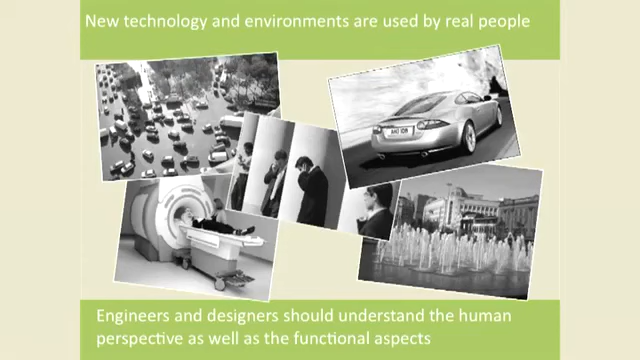 New technology and environments are used by real people
Engineers and designers should understand the human
perspective as well as the functional aspects